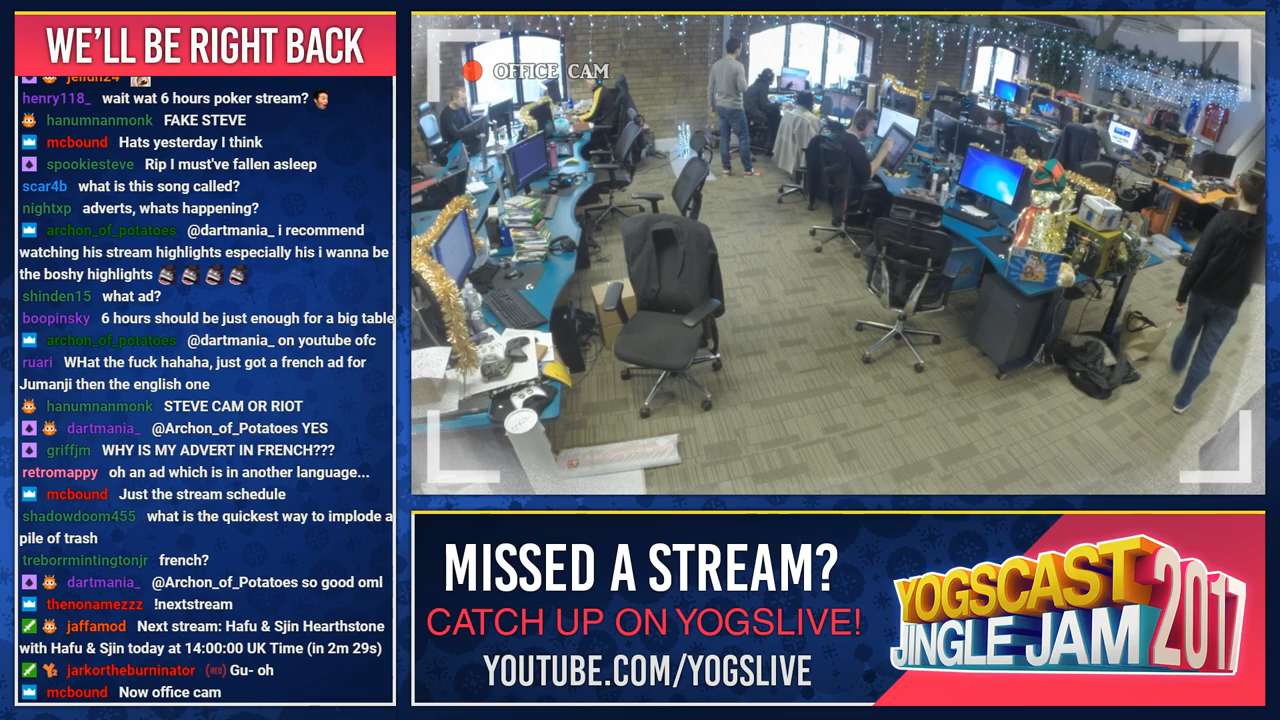 WE'LL BE RIGHT BACK
jellun24
henry118_ wait wat 6 hours poker stream?
hanumnanmonk FAKE STEVE
mcbound Hats yesterday I think
spookiesteve Rip I must've fallen asleep
scar4b what is this song called?
nightxp adverts, whats happening?
archon_of_potatoes @dartmania_ i recommend
watching his stream highlights especially his i wanna be
the boshy highlights
shinden15 what ad?
boopinsky 6 hours should be just enough for a big table
archon_of_potatoes @dartmania_ on youtube ofc
ruari WHat the fuck hahaha, just got a french ad for
Jumanji then the english one
hanumnanmonk STEVE CAM OR RIOT
dartmania_ @Archon_of_Potatoes YES
griffjm WHY IS MY ADVERT IN FRENCH???
retromappy oh an ad which is in another language...
mcbound Just the stream schedule
shadowdoom455 what is the quickest way to implode a
pile of trash
treborrmintingtonjr french?
dartmania_ @Archon_of_Potatoes so good oml
thenonamezzz !nextstream
jaffamod Next stream: Hafu & Sjin Hearthstone
with Hafu & Sjin today at 14:00:00 UK Time (in 2m 29s)
jarkortheburninator (RED) Gu- oh
mcbound Now office cam
OFFICE CAM
MISSED A STREAM?
CATCH UP ON YOGSLIVE!
YOUTUBE.COM/YOGSLIVE
YOGSCAST
JINGLE JAM 2017